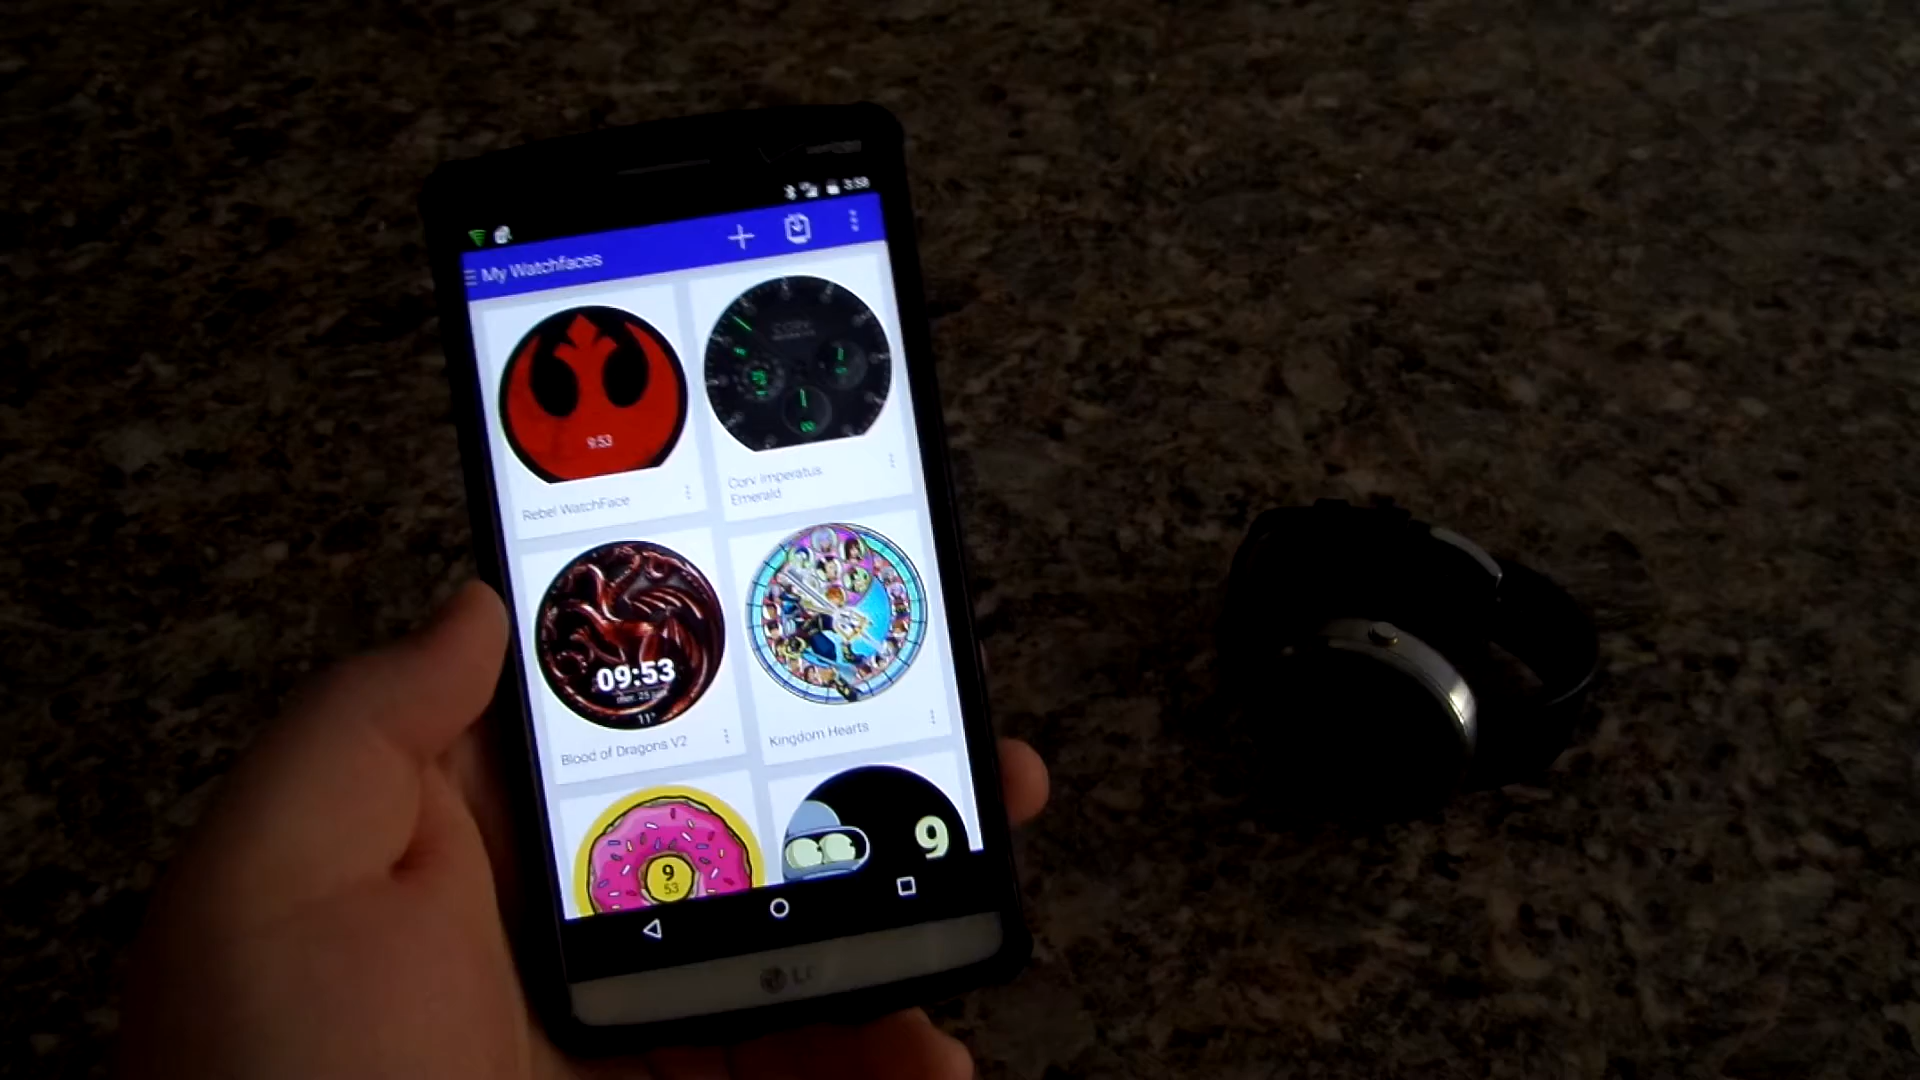 3:58
My Watchfaces
9:53
Rebel WatchFace
Corv Imperatus
Emerald
09:53
11°
Blood of Dragons V2
Kingdom Hearts
9
53
9
LG